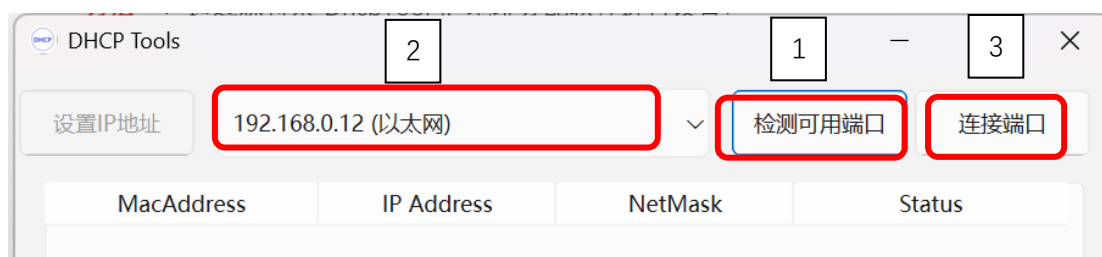 DHCP Tools
2
1
3
设置IP地址
192.168.0.12 (以太网)
检测可用端口
连接端口
MacAddress IP Address NetMask Status